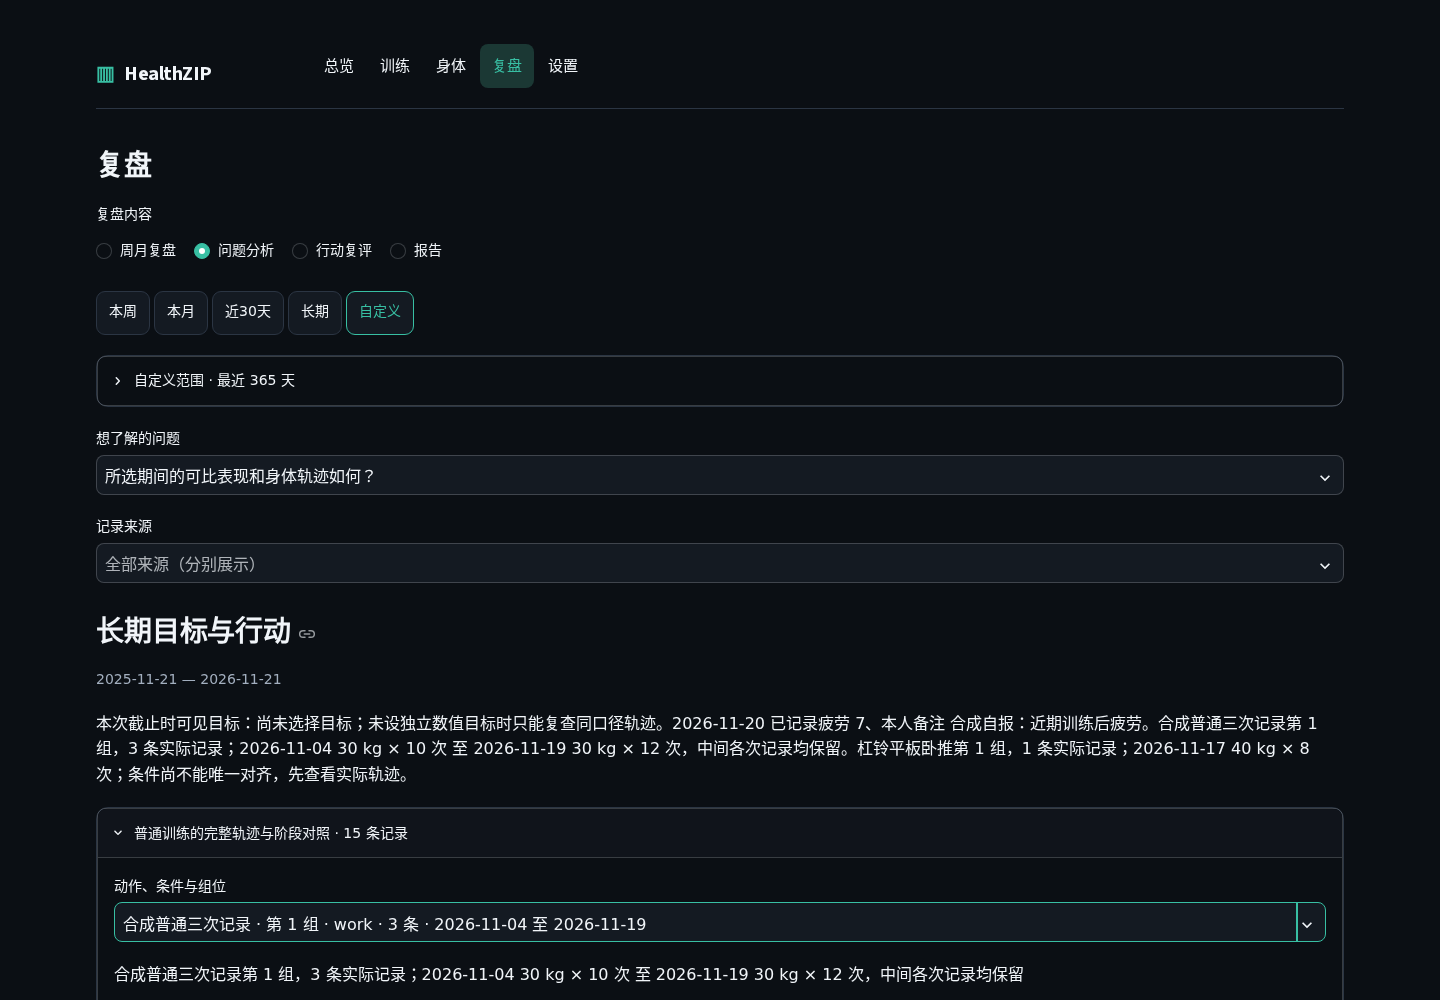 HealthZIP
总览 训练 身体 复盘 设置
复盘
复盘内容
周月复盘 问题分析 行动复评 报告
本周 本月 近30天 长期 自定义
自定义范围 · 最近 365 天
想了解的问题
所选期间的可比表现和身体轨迹如何？
记录来源
全部来源（分别展示）
长期目标与行动
2025-11-21 — 2026-11-21
本次截止时可见目标：尚未选择目标；未设独立数值目标时只能复查同口径轨迹。2026-11-20 已记录疲劳 7、本人备注 合成自报：近期训练后疲劳。合成普通三次记录第 1
组，3 条实际记录；2026-11-04 30 kg × 10 次 至 2026-11-19 30 kg × 12 次，中间各次记录均保留。杠铃平板卧推第 1 组，1 条实际记录；2026-11-17 40 kg × 8
次；条件尚不能唯一对齐，先查看实际轨迹。
普通训练的完整轨迹与阶段对照 · 15 条记录
动作、条件与组位
合成普通三次记录 · 第 1 组 · work · 3 条 · 2026-11-04 至 2026-11-19
合成普通三次记录第 1 组，3 条实际记录；2026-11-04 30 kg × 10 次 至 2026-11-19 30 kg × 12 次，中间各次记录均保留